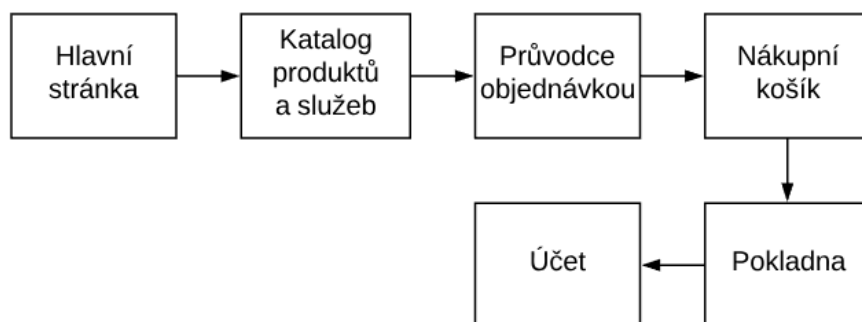 Hlavní
stránka
Katalog
produktů
a služeb
Průvodce
objednávkou
Nákupní
košík
Účet
Pokladna